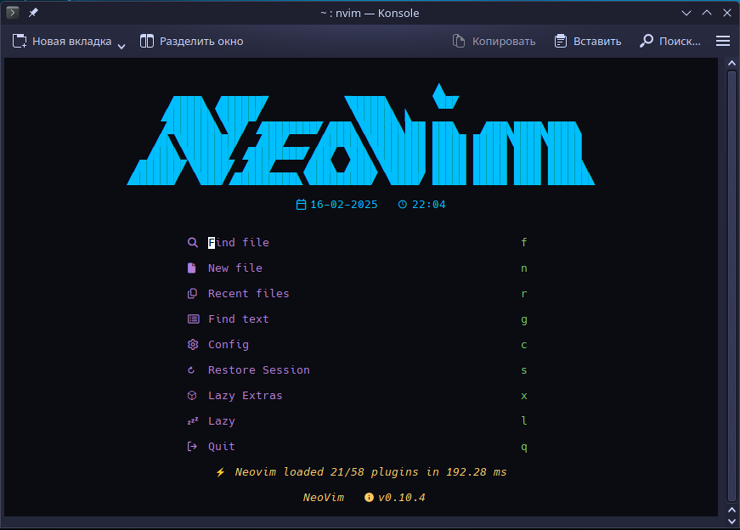 ~ : nvim — Konsole
Новая вкладка Разделить окно Копировать Вставить Поиск...
NEOVIM
16-02-2025 22:04
Find file f
New file n
Recent files r
Find text g
Config c
Restore Session s
Lazy Extras x
Lazy l
Quit q
Neovim loaded 21/58 plugins in 192.28 ms
NeoVim v0.10.4